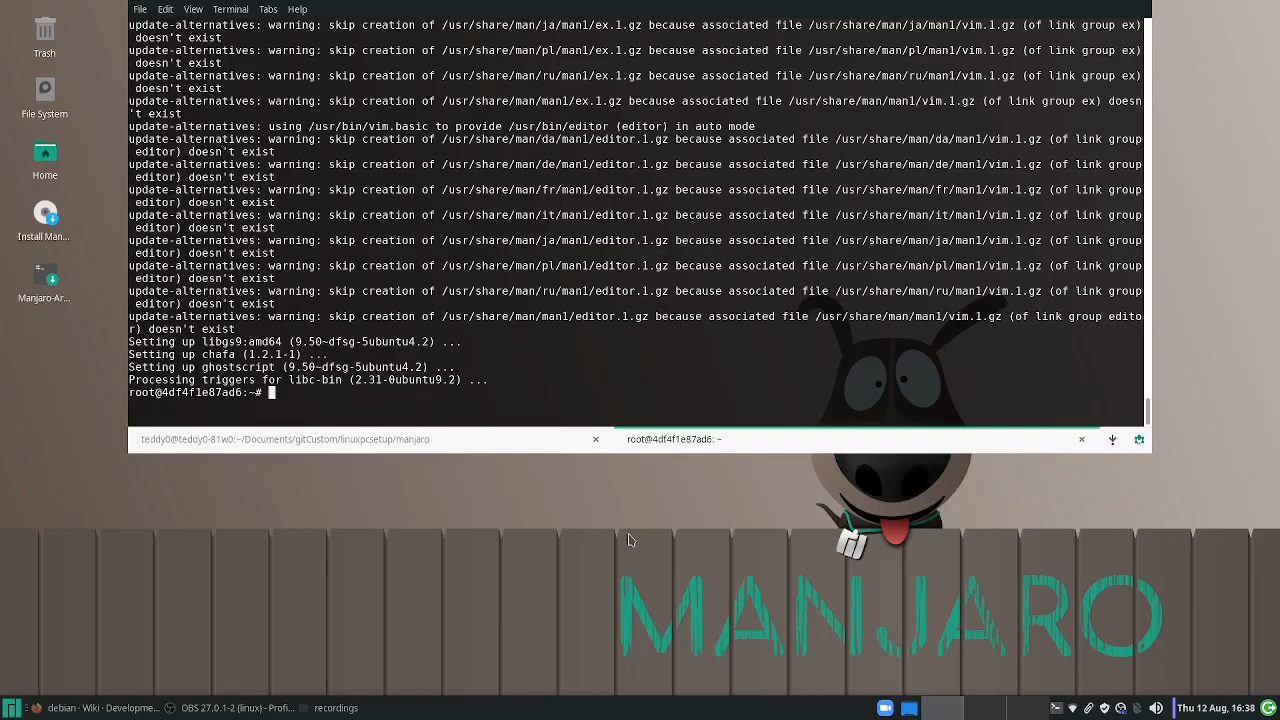 File Edit View Terminal Tabs Help
update-alternatives: warning: skip creation of /usr/share/man/ja/man1/ex.1.gz because associated file /usr/share/man/ja/man1/vim.1.gz (of link group ex)
 doesn't exist
update-alternatives: warning: skip creation of /usr/share/man/pl/man1/ex.1.gz because associated file /usr/share/man/pl/man1/vim.1.gz (of link group ex)
 doesn't exist
update-alternatives: warning: skip creation of /usr/share/man/ru/man1/ex.1.gz because associated file /usr/share/man/ru/man1/vim.1.gz (of link group ex)
 doesn't exist
update-alternatives: warning: skip creation of /usr/share/man/man1/ex.1.gz because associated file /usr/share/man/man1/vim.1.gz (of link group ex) doesn
't exist
update-alternatives: using /usr/bin/vim.basic to provide /usr/bin/editor (editor) in auto mode
update-alternatives: warning: skip creation of /usr/share/man/da/man1/editor.1.gz because associated file /usr/share/man/da/man1/vim.1.gz (of link group
 editor) doesn't exist
update-alternatives: warning: skip creation of /usr/share/man/de/man1/editor.1.gz because associated file /usr/share/man/de/man1/vim.1.gz (of link group
 editor) doesn't exist
update-alternatives: warning: skip creation of /usr/share/man/fr/man1/editor.1.gz because associated file /usr/share/man/fr/man1/vim.1.gz (of link group
 editor) doesn't exist
update-alternatives: warning: skip creation of /usr/share/man/it/man1/editor.1.gz because associated file /usr/share/man/it/man1/vim.1.gz (of link group
 editor) doesn't exist
update-alternatives: warning: skip creation of /usr/share/man/ja/man1/editor.1.gz because associated file /usr/share/man/ja/man1/vim.1.gz (of link group
 editor) doesn't exist
update-alternatives: warning: skip creation of /usr/share/man/pl/man1/editor.1.gz because associated file /usr/share/man/pl/man1/vim.1.gz (of link group
 editor) doesn't exist
update-alternatives: warning: skip creation of /usr/share/man/ru/man1/editor.1.gz because associated file /usr/share/man/ru/man1/vim.1.gz (of link group
 editor) doesn't exist
update-alternatives: warning: skip creation of /usr/share/man/man1/editor.1.gz because associated file /usr/share/man/man1/vim.1.gz (of link group edito
r) doesn't exist
Setting up libgs9:amd64 (9.50~dfsg-5ubuntu4.2) ...
Setting up chafa (1.2.1-1) ...
Setting up ghostscript (9.50~dfsg-5ubuntu4.2) ...
Processing triggers for libc-bin (2.31-0ubuntu9.2) ...
root@4df4f1e87ad6:~#
teddy0@teddy0-81w0:~/Documents/gitCustom/linuxpcsetup/manjaro
root@4df4f1e87ad6: ~
Trash
File System
Home
Install Man...
Manjaro-Ar...
MANJARO
debian · Wiki · Developme...
OBS 27.0.1-2 (linux) - Profi...
recordings
Thu 12 Aug, 16:38